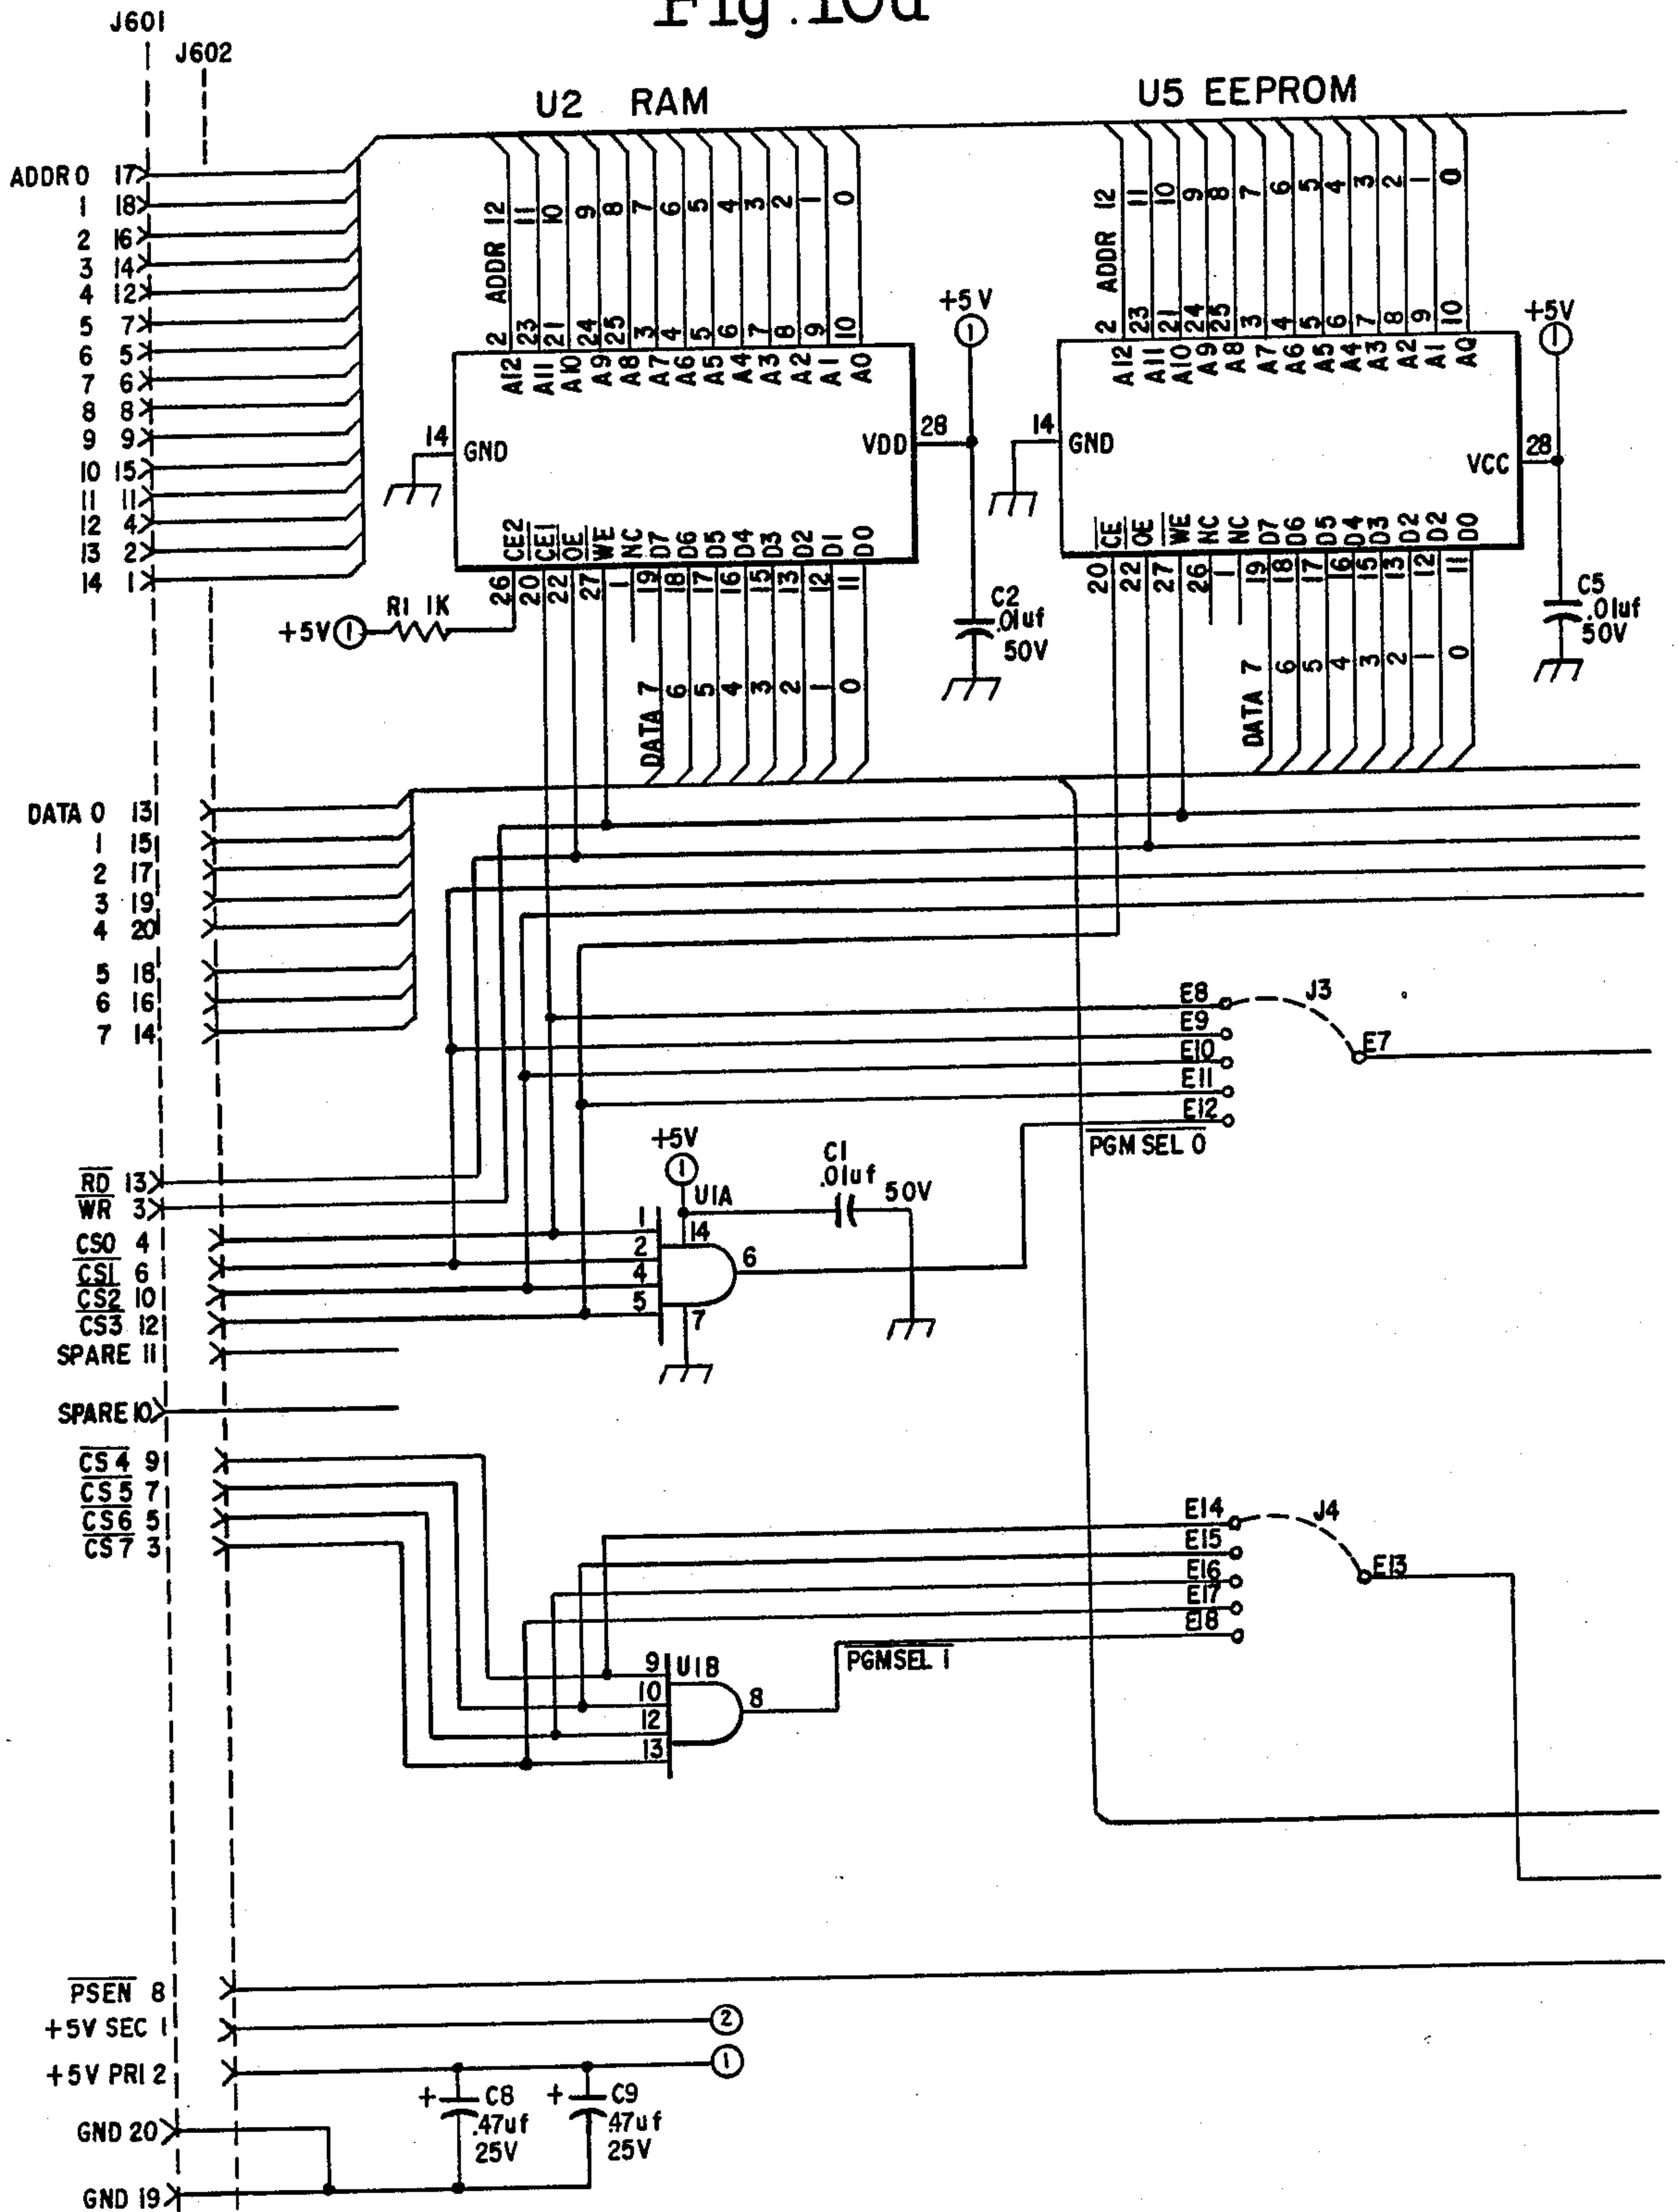 Fig.10a
J601
J602
U2 RAM
U5 EEPROM
ADDR 0 17
1 18
2 16
3 14
4 12
5 7
6 5
7 6
8 8
9 9
10 15
11 11
12 4
13 2
14 1
ADDR 12 11 10 9 8 7 6 5 4 3 2 1 0
2 23 21 24 25 3 4 5 6 7 8 9 10
A12 A11 A10 A9 A8 A7 A6 A5 A4 A3 A2 A1 A0
14 GND
VDD 28
+5V
1
CE2 CE1 OE WE NC D7 D6 D5 D4 D3 D2 D1 D0
26 20 22 27 1 19 18 17 16 15 13 12 11
+5V 1 R1 1K
DATA 7 6 5 4 3 2 1 0
C2
.01uf
50V
ADDR 12 11 10 9 8 7 6 5 4 3 2 1 0
2 23 21 24 25 3 4 5 6 7 8 9 10
A12 A11 A10 A9 A8 A7 A6 A5 A4 A3 A2 A1 A0
14 GND
VCC 28
+5V
1
CE OE WE NC NC D7 D6 D5 D4 D3 D2 D2 D0
20 22 27 26 1 19 18 17 16 15 13 12 11
DATA 7 6 5 4 3 2 1 0
C5
.01uf
50V
DATA 0 13
1 15
2 17
3 19
4 20
5 18
6 16
7 14
E8
E9
E10
E11
E12
J3
E7
PGM SEL 0
RD 13
WR 3
CS0 4
CS1 6
CS2 10
CS3 12
SPARE 11
SPARE 10
+5V
1
U1A
C1
.01uf
50V
1
2
4
5
14
6
7
CS4 9
CS5 7
CS6 5
CS7 3
E14
E15
E16
E17
E18
J4
E13
9 U1B
10
12
13
8
PGMSEL 1
PSEN 8
+5V SEC 1
2
+5V PRI 2
1
+ C8
.47uf
25V
+ C9
.47uf
25V
GND 20
GND 19